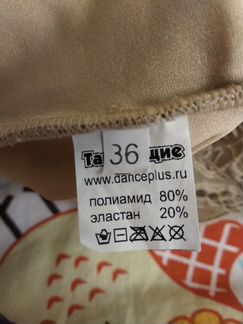 36
www.danceplus.ru
полиамид 80%
эластан 20%